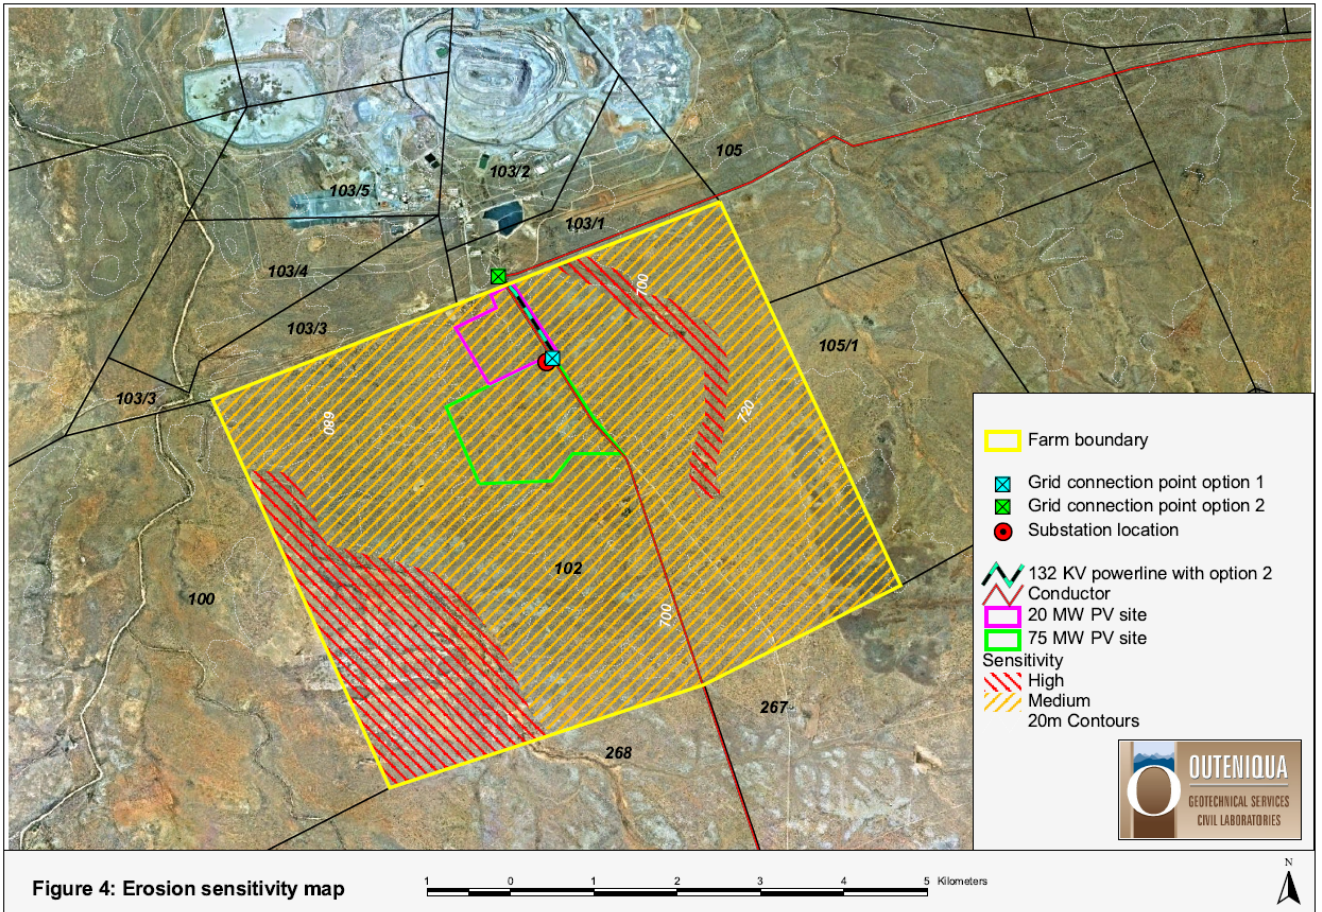 105
103/2
103/5
103/1
103/4
700
103/3
105/1
103/3
720
680
102
100
700
267
268
Farm boundary
Grid connection point option 1
Grid connection point option 2
Substation location
132 KV powerline with option 2
Conductor
20 MW PV site
75 MW PV site
Sensitivity
High
Medium
20m Contours
O
OUTENIQUA
GEOTECHNICAL SERVICES
CIVIL LABORATORIES
Figure 4: Erosion sensitivity map
1 0 1 2 3 4 5 Kilometers
N